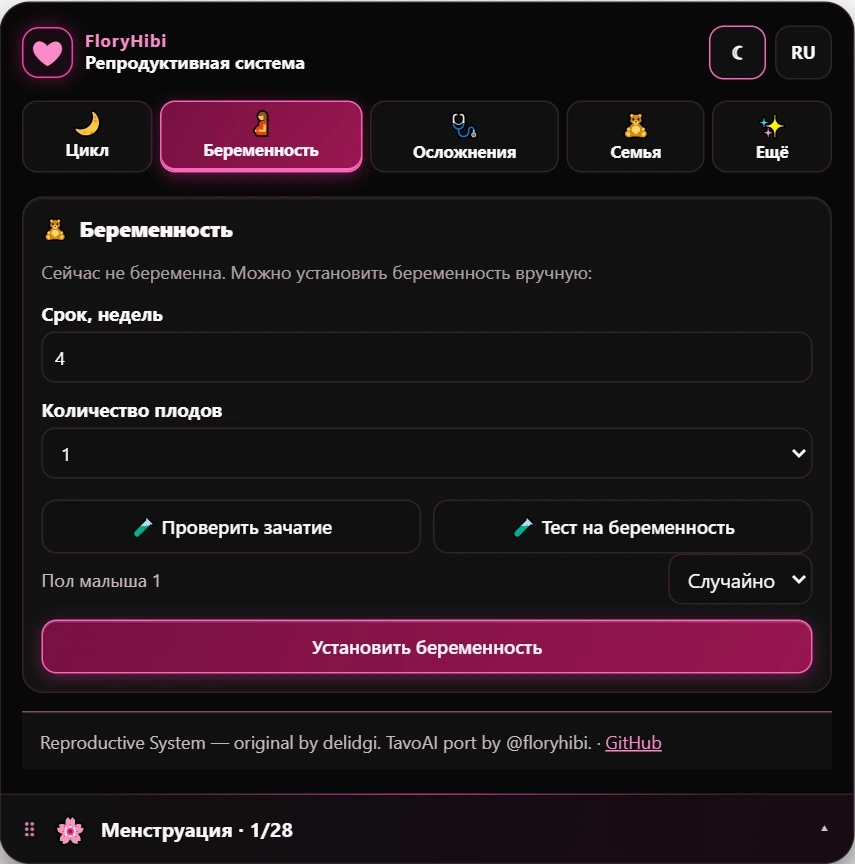 FloryHibi
Репродуктивная система
RU
Цикл
Беременность
Осложнения
Семья
Ещё
Беременность
Сейчас не беременна. Можно установить беременность вручную:
Срок, недель
4
Количество плодов
1
Проверить зачатие
Тест на беременность
Пол малыша 1
Случайно
Установить беременность
Reproductive System — original by delidgi. TavoAI port by @floryhibi. · GitHub
Менструация · 1/28